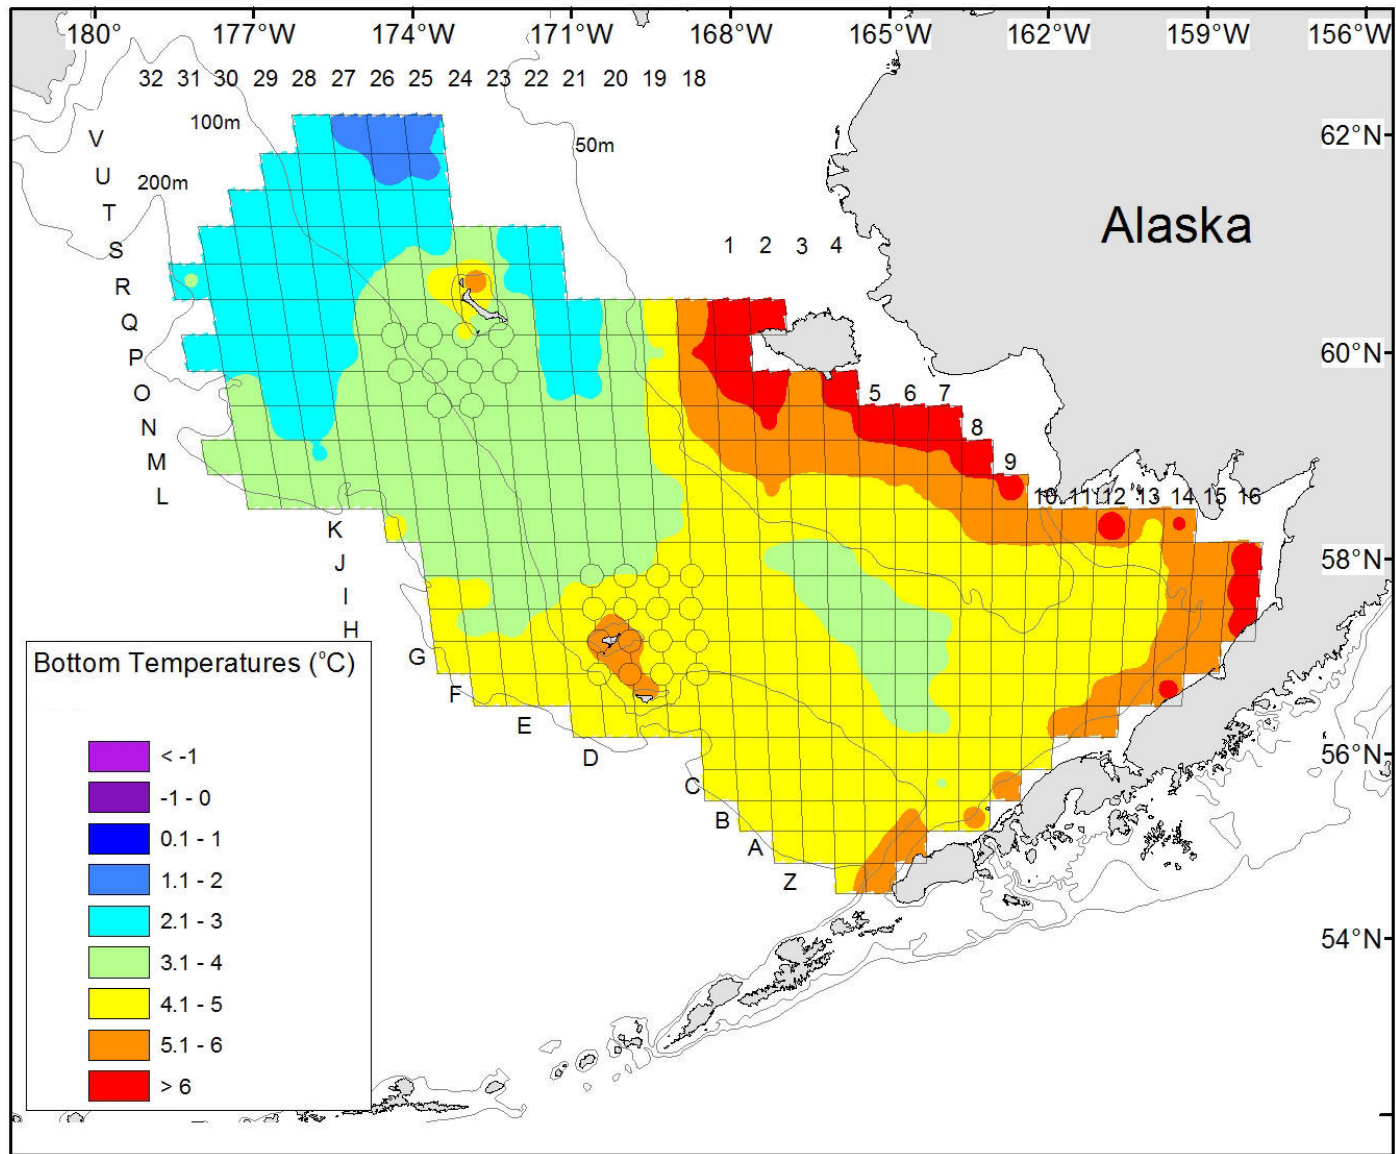 180° 177°W 174°W 171°W 168°W 165°W 162°W 159°W 156°W
32 31 30 29 28 27 26 25 24 23 22 21 20 19 18
100m
62°N
V
50m
U
200m
T
Alaska
S
1 2 3 4
R
Q
P
60°N
O
5 6 7
N
8
M
9
L
10 11 12 13 14 15 16
K
J
58°N
I
H
G
F
E
D
C
B
A
Z
56°N
54°N
Bottom Temperatures (°C)
< -1
-1 - 0
0.1 - 1
1.1 - 2
2.1 - 3
3.1 - 4
4.1 - 5
5.1 - 6
> 6